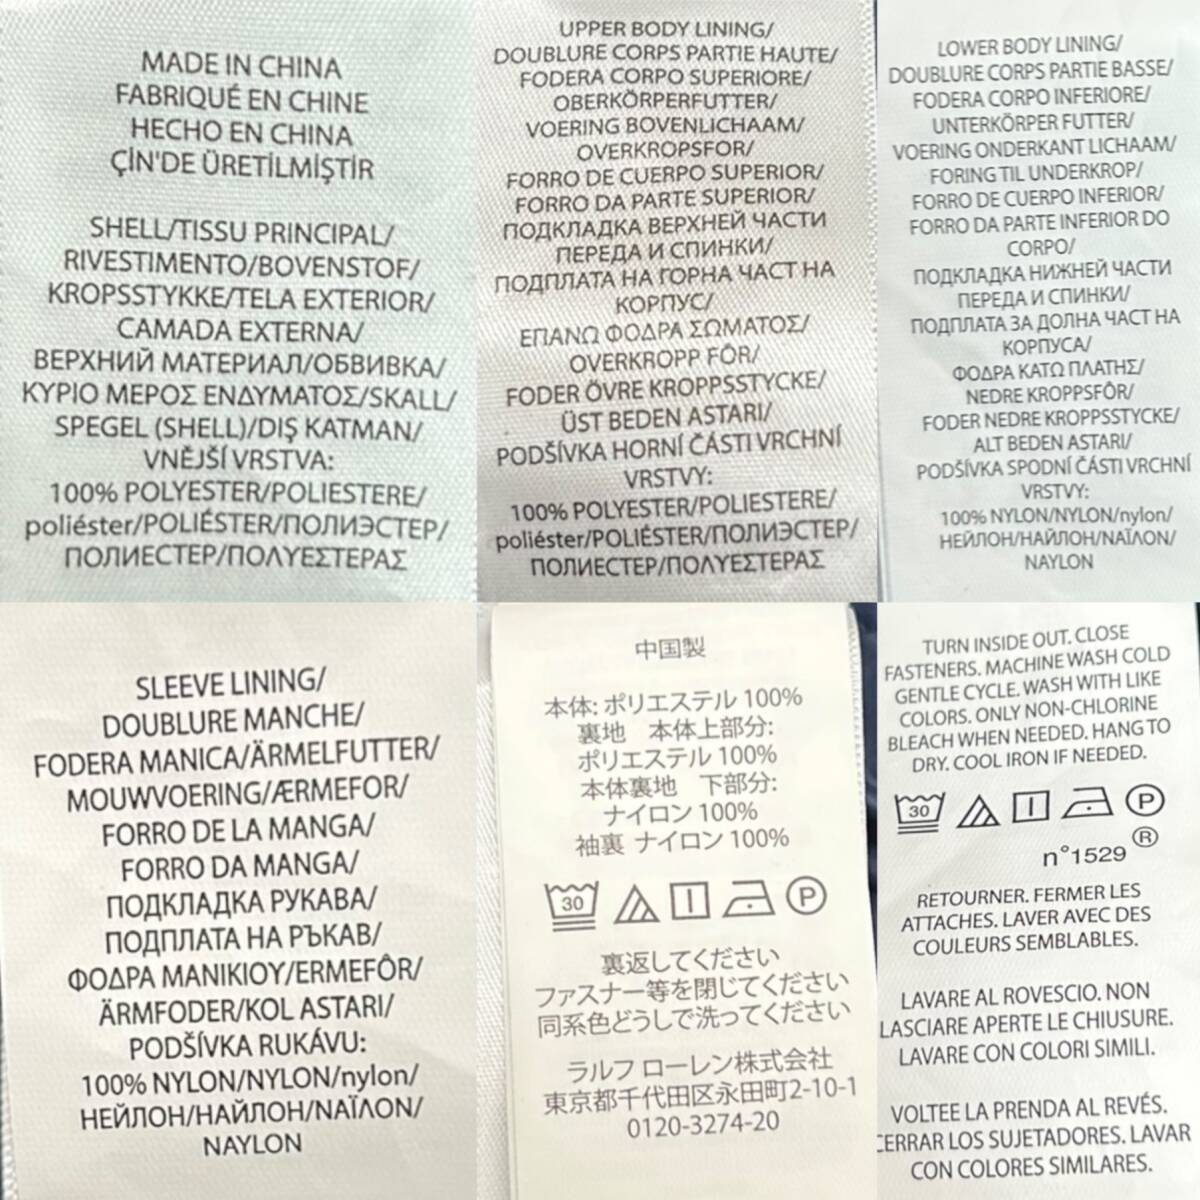 MADE IN CHINA
FABRIQUÉ EN CHINE
HECHO EN CHINA
ÇİN'DE ÜRETİLMİŞTİR
SHELL/TISSU PRINCIPAL/
RIVESTIMENTO/BOVENSTOF/
KROPSSTYKKE/TELA EXTERIOR/
CAMADA EXTERNA/
ВЕРХНИЙ МАТЕРИАЛ/ОБВИВКА/
ΚΥΡΙΟ ΜΕΡΟΣ ΕΝΔΥΜΑΤΟΣ/SKALL/
SPEGEL (SHELL)/DIŞ KATMAN/
VNĚJŠÍ VRSTVA:
100% POLYESTER/POLIESTERE/
poliéster/POLIÉSTER/ПОЛИЭСТЕР/
ПОЛИЕСТЕР/ΠΟΛΥΕΣΤΕΡΑΣ
UPPER BODY LINING/
DOUBLURE CORPS PARTIE HAUTE/
FODERA CORPO SUPERIORE/
OBERKÖRPERFUTTER/
VOERING BOVENLICHAAM/
OVERKROPSFOR/
FORRO DE CUERPO SUPERIOR/
FORRO DA PARTE SUPERIOR/
ПОДКЛАДКА ВЕРХНЕЙ ЧАСТИ
ПЕРЕДА И СПИНКИ/
ПОДПЛАТА НА ГОРНА ЧАСТ НА
КОРПУС/
ΕΠΑΝΩ ΦΟΔΡΑ ΣΩΜΑΤΟΣ/
OVERKROPP FÔR/
FODER ÖVRE KROPPSSTYCKE/
ÜST BEDEN ASTARI/
PODŠÍVKA HORNÍ ČÁSTI VRCHNÍ
VRSTVY:
100% POLYESTER/POLIESTERE/
poliéster/POLIÉSTER/ПОЛИЭСТЕР/
ПОЛИЕСТЕР/ΠΟΛΥΕΣΤΕΡΑΣ
LOWER BODY LINING/
DOUBLURE CORPS PARTIE BASSE/
FODERA CORPO INFERIORE/
UNTERKÖRPER FUTTER/
VOERING ONDERKANT LICHAAM/
FORING TIL UNDERKROP/
FORRO DE CUERPO INFERIOR/
FORRO DA PARTE INFERIOR DO
CORPO/
ПОДКЛАДКА НИЖНЕЙ ЧАСТИ
ПЕРЕДА И СПИНКИ/
ПОДПЛАТА ЗА ДОЛНА ЧАСТ НА
КОРПУСА/
ΦΟΔΡΑ ΚΑΤΩ ΠΛΑΤΗΣ/
NEDRE KROPPSFÔR/
FODER NEDRE KROPPSSTYCKE/
ALT BEDEN ASTARI/
PODŠÍVKA SPODNÍ ČÁSTI VRCHNÍ
VRSTVY:
100% NYLON/NYLON/nylon/
НЕЙЛОН/НАЙЛОН/ΝΑΪΛΟΝ/
NAYLON
SLEEVE LINING/
DOUBLURE MANCHE/
FODERA MANICA/ÄRMELFUTTER/
MOUWVOERING/ÆRMEFOR/
FORRO DE LA MANGA/
FORRO DA MANGA/
ПОДКЛАДКА РУКАВА/
ПОДПЛАТА НА РЪКАВ/
ΦΟΔΡΑ ΜΑΝΙΚΙΟΥ/ERMEFÔR/
ÄRMFODER/KOL ASTARI/
PODŠÍVKA RUKÁVU:
100% NYLON/NYLON/nylon/
НЕЙЛОН/НАЙЛОН/ΝΑΪΛΟΝ/
NAYLON
中国製
本体: ポリエステル 100%
裏地 本体上部分:
ポリエステル 100%
本体裏地 下部分:
ナイロン 100%
袖裏 ナイロン 100%
30 P
裏返してください
ファスナー等を閉じてください
同系色どうしで洗ってください
ラルフ ローレン株式会社
東京都千代田区永田町2-10-1
0120-3274-20
TURN INSIDE OUT. CLOSE
FASTENERS. MACHINE WASH COLD
GENTLE CYCLE. WASH WITH LIKE
COLORS. ONLY NON-CHLORINE
BLEACH WHEN NEEDED. HANG TO
DRY. COOL IRON IF NEEDED.
30 P
n°1529 ®
RETOURNER. FERMER LES
ATTACHES. LAVER AVEC DES
COULEURS SEMBLABLES.
LAVARE AL ROVESCIO. NON
LASCIARE APERTE LE CHIUSURE.
LAVARE CON COLORI SIMILI.
VOLTEE LA PRENDA AL REVÉS.
CERRAR LOS SUJETADORES. LAVAR
CON COLORES SIMILARES.